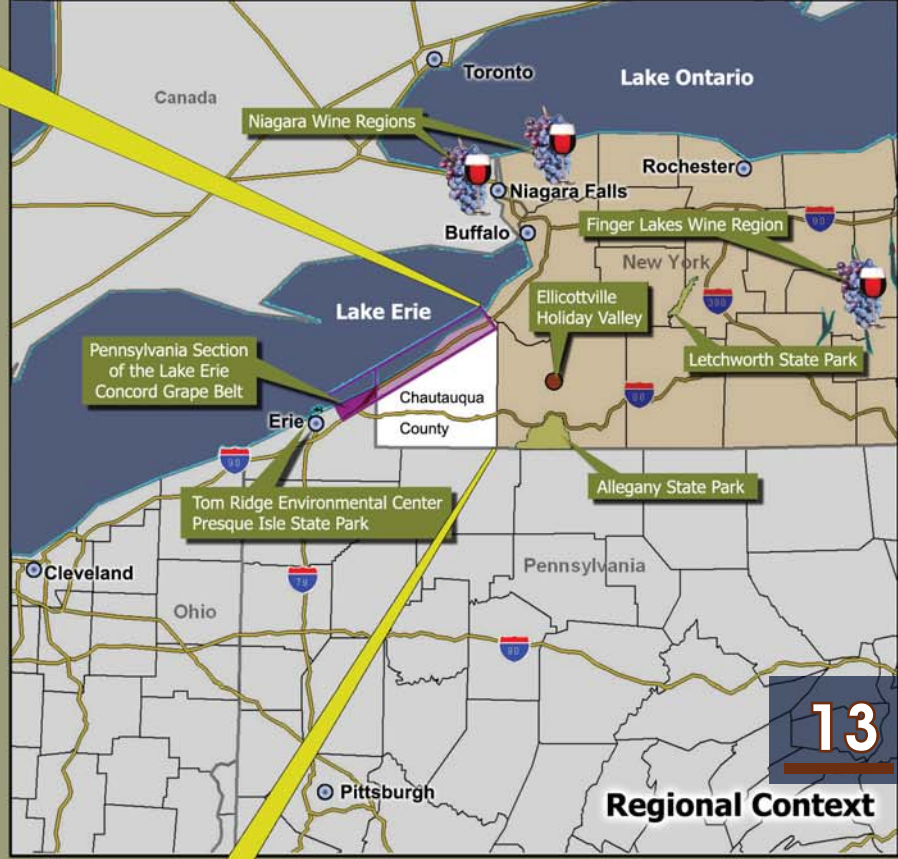 Toronto
Lake Ontario
Canada
Niagara Wine Regions
Rochester
Niagara Falls
90
Finger Lakes Wine Region
Buffalo
New York
Ellicottville
Holiday Valley
390
Lake Erie
Letchworth State Park
Pennsylvania Section
of the Lake Erie
Concord Grape Belt
Chautauqua
County
Erie
90
Allegany State Park
Tom Ridge Environmental Center
Presque Isle State Park
Cleveland
Pennsylvania
79
Ohio
80
13
Pittsburgh
Regional Context